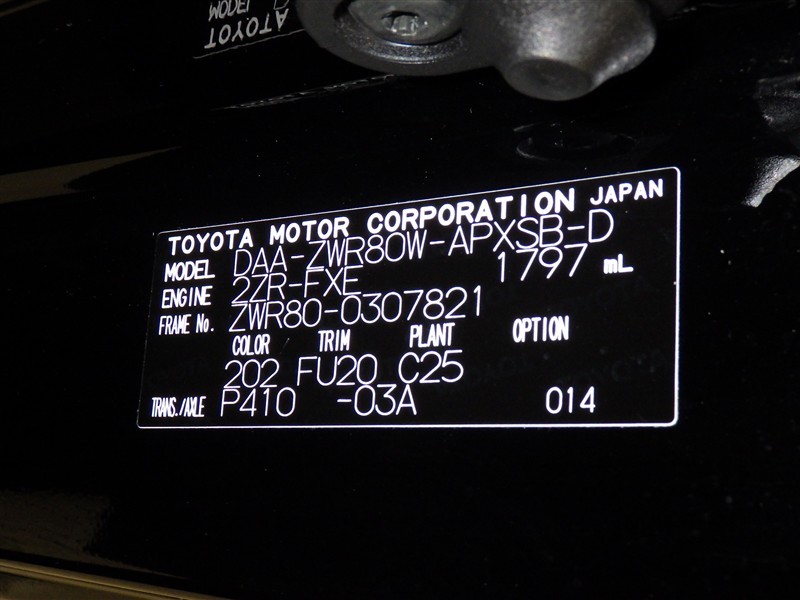 TOYOTA MOTOR CORPORATION JAPAN
MODEL DAA-ZWR80W-APXSB-D
ENGINE 2ZR-FXE 1797 mL
FRAME No. ZWR80-0307821
COLOR TRIM PLANT OPTION
202 FU20 C25
TRANS./AXLE P410 -03A 014